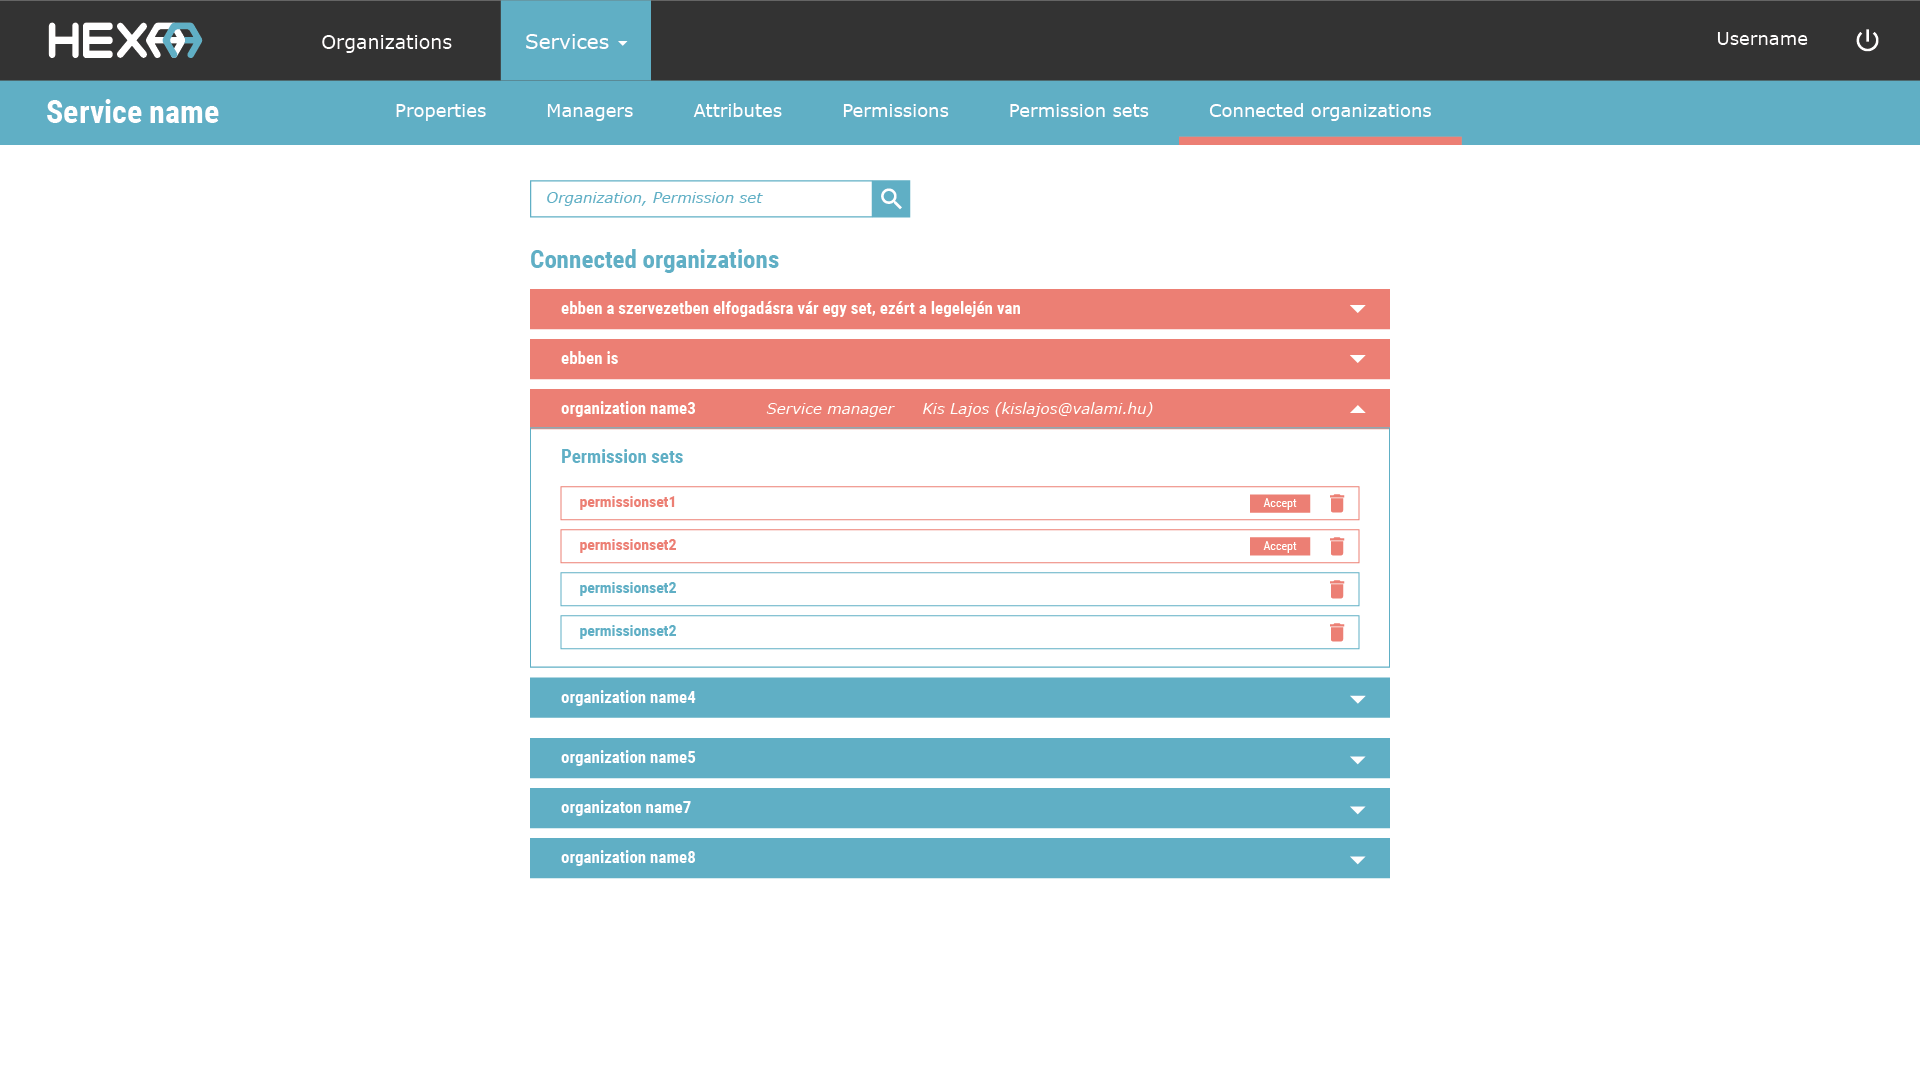 HEXAA
Organizations
Services
Username
Service name
Properties
Managers
Attributes
Permissions
Permission sets
Connected organizations
Organization, Permission set
Connected organizations
ebben a szervezetben elfogadásra vár egy set, ezért a legelején van
ebben is
organization name3 Service manager Kis Lajos (kislajos@valami.hu)
Permission sets
permissionset1 Accept
permissionset2 Accept
permissionset2
permissionset2
organization name4
organization name5
organizaton name7
organization name8